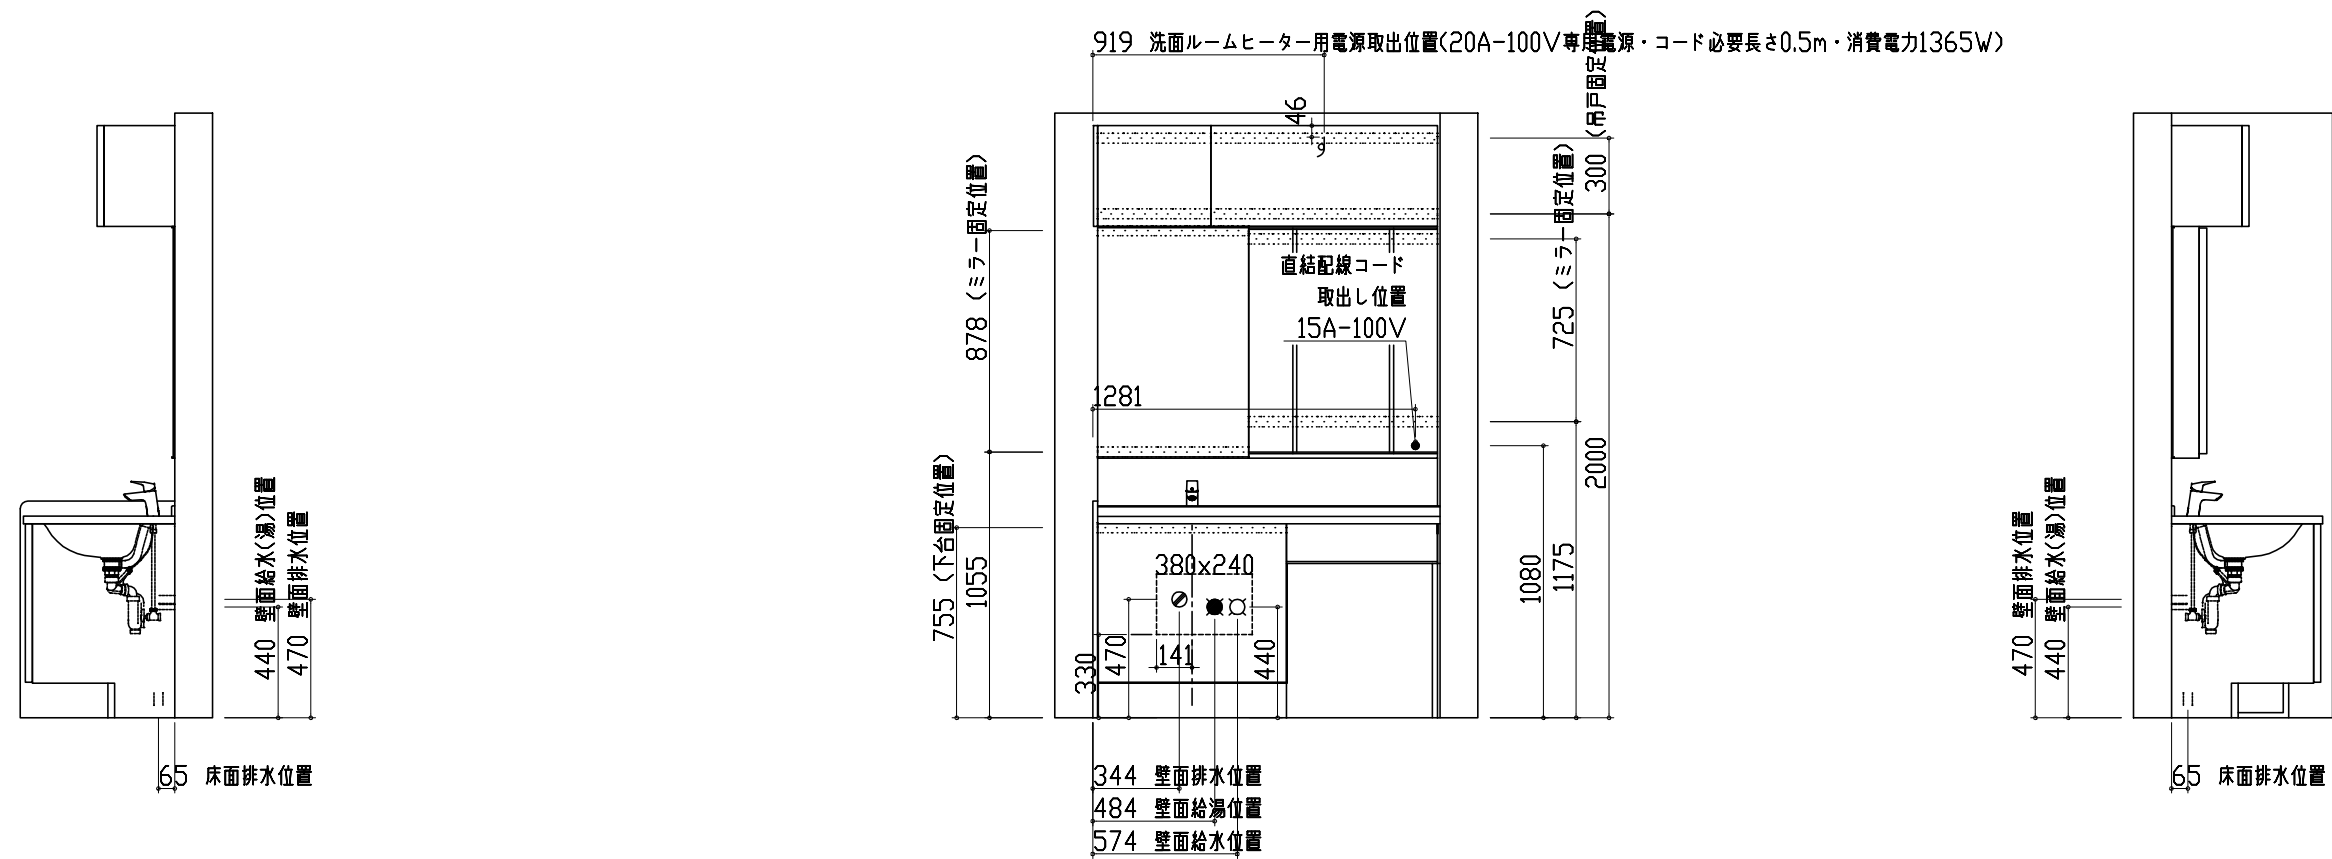 919 洗面ルームヒーター用電源取出位置(20A-100V専用電源・コード必要長さ0.5m・消費電力1365W)
46
(吊戸固定位置)
300
878 (ミラー固定位置)
725 (ミラー固定位置)
直結配線コード
取出し位置
15A-100V
1281
2000
755 (下台固定位置)
1055
1080
1175
380x240
470
141
440
330
440 壁面給水(湯)位置
470 壁面排水位置
65 床面排水位置
344 壁面排水位置
484 壁面給湯位置
574 壁面給水位置
470 壁面排水位置
440 壁面給水(湯)位置
65 床面排水位置